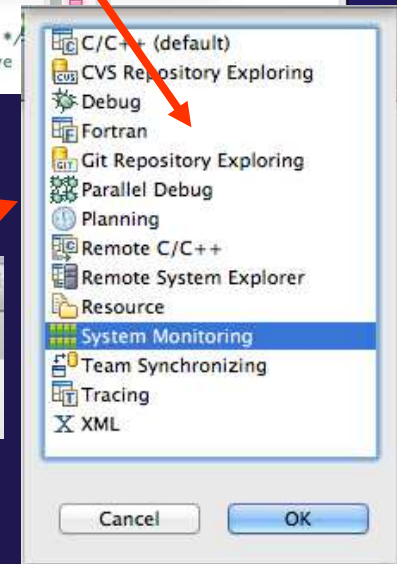 */
ve
C/C++ (default)
CVS Repository Exploring
Debug
Fortran
Git Repository Exploring
Parallel Debug
Planning
Remote C/C++
Remote System Explorer
Resource
System Monitoring
Team Synchronizing
Tracing
XML
Cancel
OK